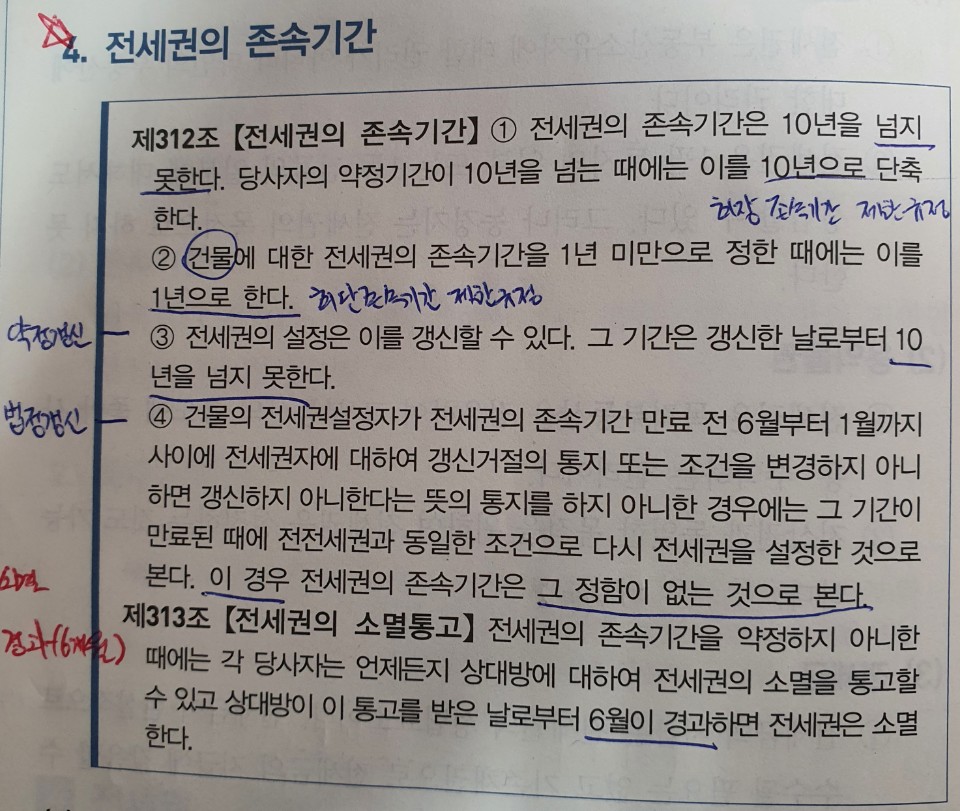 4. 전세권의 존속기간
제312조【전세권의 존속기간】① 전세권의 존속기간은 10년을 넘지
못한다. 당사자의 약정기간이 10년을 넘는 때에는 이를 10년으로 단축
한다.
최장 존속기간 제한규정
② 건물에 대한 전세권의 존속기간을 1년 미만으로 정한 때에는 이를
1년으로 한다. 최단존속기간 제한규정
약정갱신
③ 전세권의 설정은 이를 갱신할 수 있다. 그 기간은 갱신한 날로부터 10
년을 넘지 못한다.
법정갱신
④ 건물의 전세권설정자가 전세권의 존속기간 만료 전 6월부터 1월까지
사이에 전세권자에 대하여 갱신거절의 통지 또는 조건을 변경하지 아니
하면 갱신하지 아니한다는 뜻의 통지를 하지 아니한 경우에는 그 기간이
만료된 때에 전전세권과 동일한 조건으로 다시 전세권을 설정한 것으로
본다. 이 경우 전세권의 존속기간은 그 정함이 없는 것으로 본다.
소멸
제313조【전세권의 소멸통고】전세권의 존속기간을 약정하지 아니한
경과(6개월)
때에는 각 당사자는 언제든지 상대방에 대하여 전세권의 소멸을 통고할
수 있고 상대방이 이 통고를 받은 날로부터 6월이 경과하면 전세권은 소멸
한다.